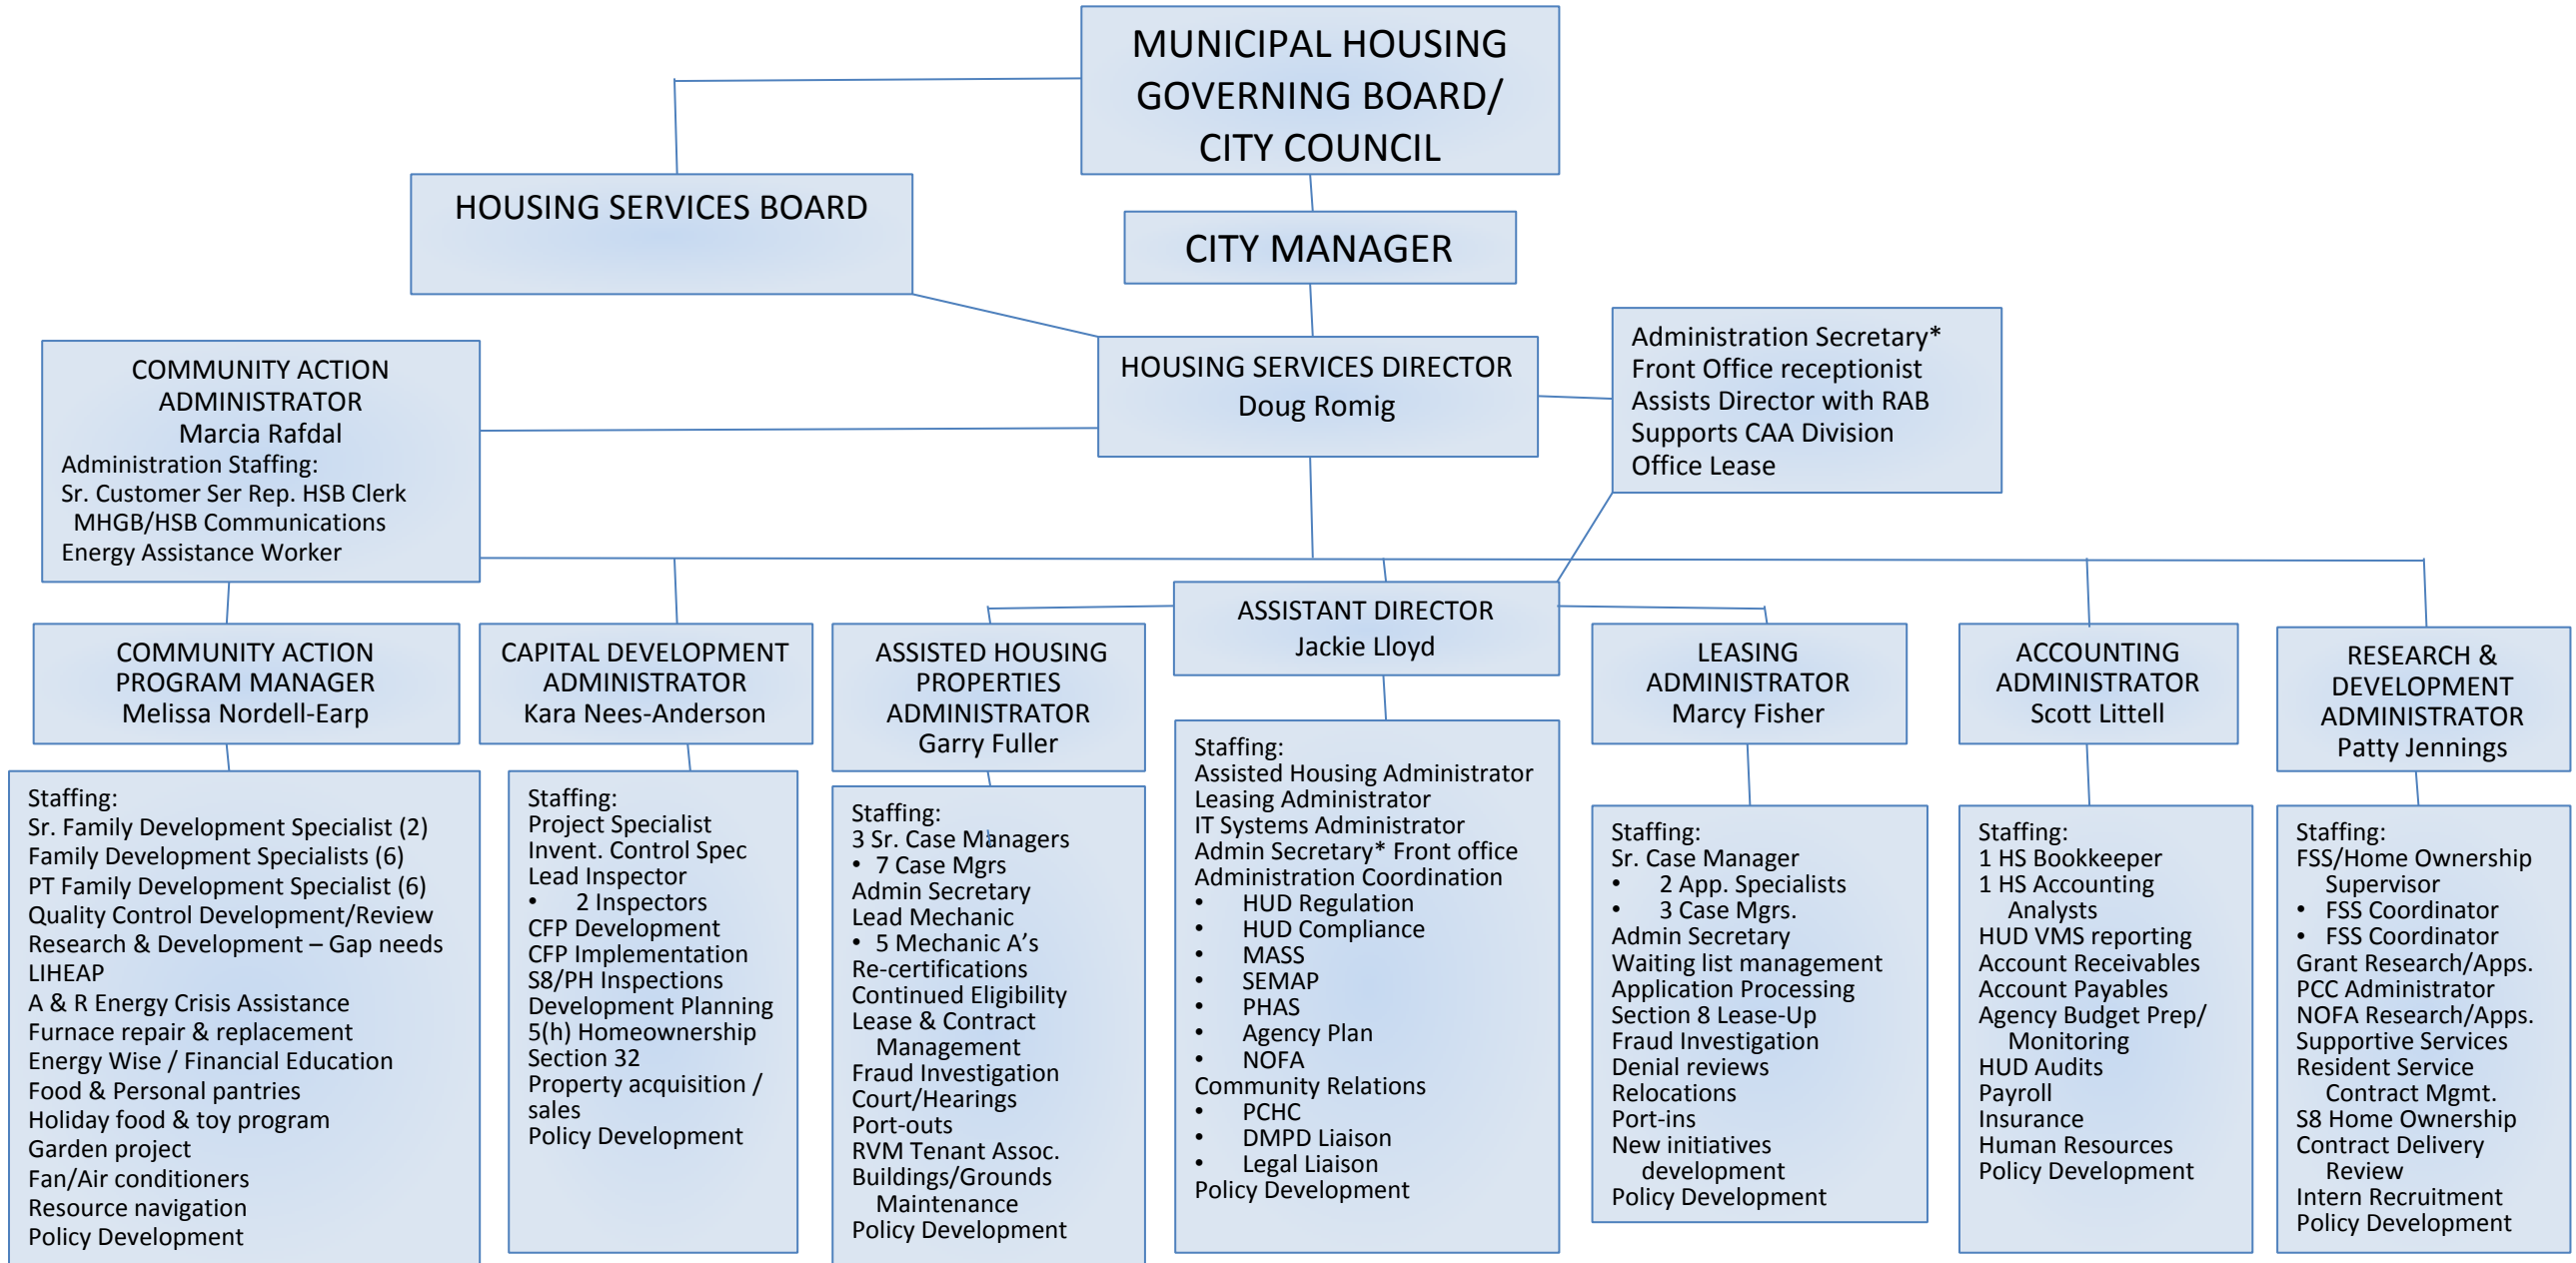 MUNICIPAL HOUSING
GOVERNING BOARD/
CITY COUNCIL
HOUSING SERVICES BOARD
CITY MANAGER
HOUSING SERVICES DIRECTOR
Doug Romig
Administration Secretary*
Front Office receptionist
Assists Director with RAB
Supports CAA Division
Office Lease
COMMUNITY ACTION
ADMINISTRATOR
Marcia Rafdal
Administration Staffing:
Sr. Customer Ser Rep. HSB Clerk
MHGB/HSB Communications
Energy Assistance Worker
ASSISTANT DIRECTOR
Jackie Lloyd
COMMUNITY ACTION
PROGRAM MANAGER
Melissa Nordell-Earp
CAPITAL DEVELOPMENT
ADMINISTRATOR
Kara Nees-Anderson
ASSISTED HOUSING
PROPERTIES
ADMINISTRATOR
Garry Fuller
LEASING
ADMINISTRATOR
Marcy Fisher
ACCOUNTING
ADMINISTRATOR
Scott Littell
RESEARCH &
DEVELOPMENT
ADMINISTRATOR
Patty Jennings
Staffing:
Sr. Family Development Specialist (2)
Family Development Specialists (6)
PT Family Development Specialist (6)
Quality Control Development/Review
Research & Development – Gap needs
LIHEAP
A & R Energy Crisis Assistance
Furnace repair & replacement
Energy Wise / Financial Education
Food & Personal pantries
Holiday food & toy program
Garden project
Fan/Air conditioners
Resource navigation
Policy Development
Staffing:
Project Specialist
Invent. Control Spec
Lead Inspector
• 2 Inspectors
CFP Development
CFP Implementation
S8/PH Inspections
Development Planning
5(h) Homeownership
Section 32
Property acquisition /
sales
Policy Development
Staffing:
3 Sr. Case Managers
• 7 Case Mgrs
Admin Secretary
Lead Mechanic
• 5 Mechanic A’s
Re-certifications
Continued Eligibility
Lease & Contract
Management
Fraud Investigation
Court/Hearings
Port-outs
RVM Tenant Assoc.
Buildings/Grounds
Maintenance
Policy Development
Staffing:
Assisted Housing Administrator
Leasing Administrator
IT Systems Administrator
Admin Secretary* Front office
Administration Coordination
• HUD Regulation
• HUD Compliance
• MASS
• SEMAP
• PHAS
• Agency Plan
• NOFA
Community Relations
• PCHC
• DMPD Liaison
• Legal Liaison
Policy Development
Staffing:
Sr. Case Manager
• 2 App. Specialists
• 3 Case Mgrs.
Admin Secretary
Waiting list management
Application Processing
Section 8 Lease-Up
Fraud Investigation
Denial reviews
Relocations
Port-ins
New initiatives
development
Policy Development
Staffing:
1 HS Bookkeeper
1 HS Accounting
Analysts
HUD VMS reporting
Account Receivables
Account Payables
Agency Budget Prep/
Monitoring
HUD Audits
Payroll
Insurance
Human Resources
Policy Development
Staffing:
FSS/Home Ownership
Supervisor
• FSS Coordinator
• FSS Coordinator
Grant Research/Apps.
PCC Administrator
NOFA Research/Apps.
Supportive Services
Resident Service
Contract Mgmt.
S8 Home Ownership
Contract Delivery
Review
Intern Recruitment
Policy Development